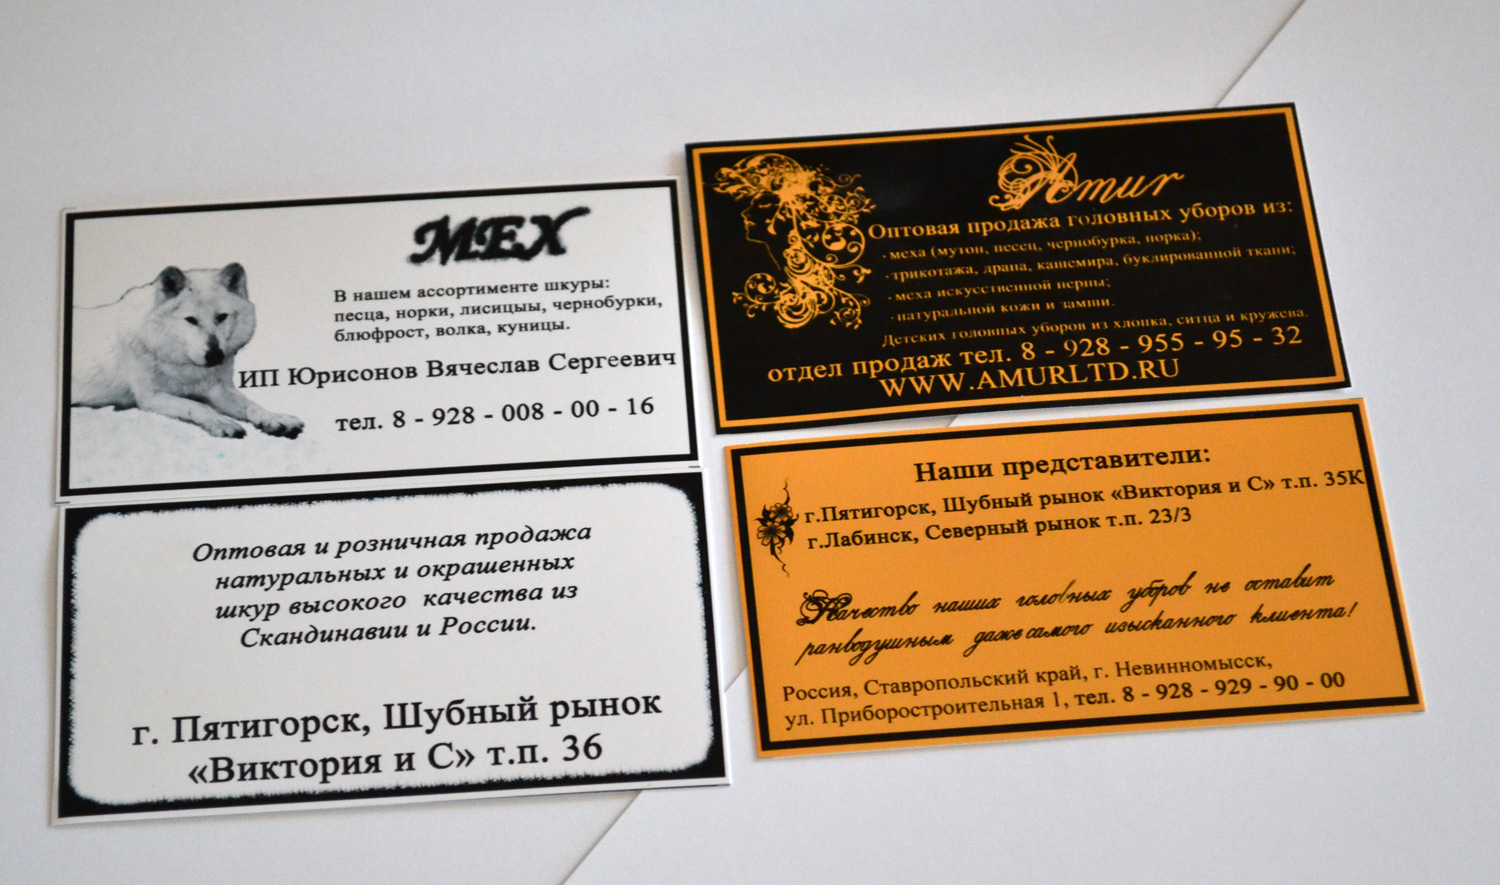 МЕХ
В нашем ассортименте шкуры:
песца, норки, лисицыы, чернобурки,
блюфрост, волка, куницы.
ИП Юрисонов Вячеслав Сергеевич
тел. 8 - 928 - 008 - 00 - 16
Оптовая и розничная продажа
натуральных и окрашенных
шкур высокого качества из
Скандинавии и России.
г. Пятигорск, Шубный рынок
«Виктория и С» т.п. 36
Amur
Оптовая продажа головных уборов из:
- меха (мутон, песец, чернобурка, норка);
- трикотажа, драпа, кашемира, буклированной ткани;
- меха искусственной нерпы;
- натуральной кожи и замши.
Детских головных уборов из хлопка, ситца и кружева.
отдел продаж тел. 8 - 928 - 955 - 95 - 32
WWW.AMURLTD.RU
Наши представители:
г.Пятигорск, Шубный рынок «Виктория и С» т.п. 35К
г.Лабинск, Северный рынок т.п. 23/3
Качество наших головных убров не оставит
ранводушным даже самого изысканного клиента!
Россия, Ставропольский край, г. Невинномысск,
ул. Приборостроительная 1, тел. 8 - 928 - 929 - 90 - 00